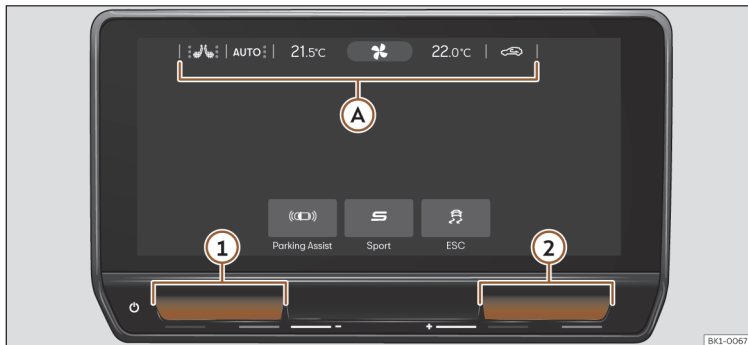 AUTO 21.5°C 22.0°C
A
Parking Assist Sport ESC
1 2
- +
BK1-0067